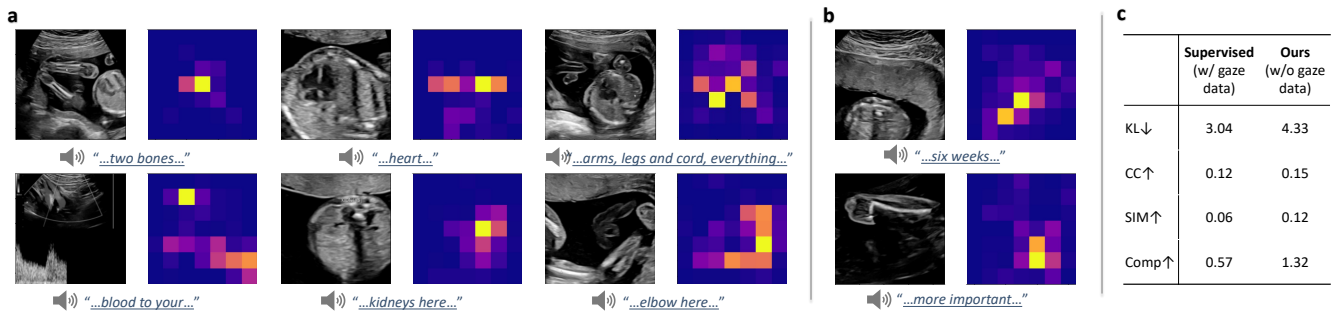 a
"...two bones..."
"...heart..."
"...arms, legs and cord, everything..."
"...blood to your..."
"...kidneys here..."
"...elbow here..."
b
"...six weeks..."
"...more important..."
c
Supervised Ours
(w/ gaze (w/o gaze
data) data)
KL↓ 3.04 4.33
CC↑ 0.12 0.15
SIM↑ 0.06 0.12
Comp↑ 0.57 1.32